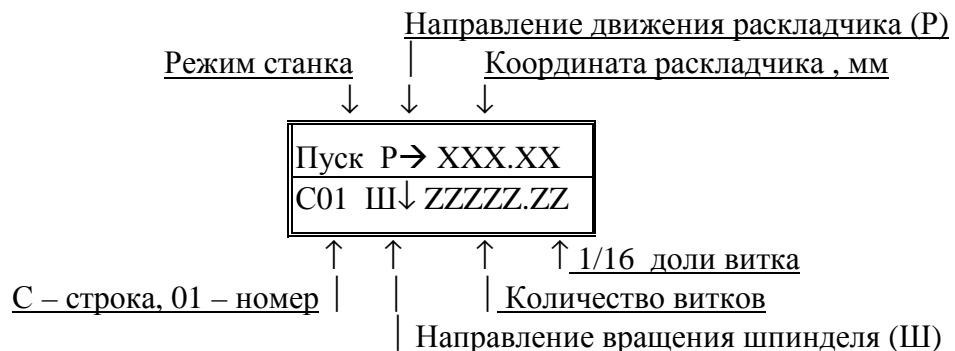 Направление движения раскладчика (Р)
Режим станка | Координата раскладчика , мм
↓ ↓ ↓
Пуск Р→ XXX.XX
С01 Ш↓ ZZZZZ.ZZ
↑ ↑ ↑ ↑ 1/16 доли витка
С – строка, 01 – номер | | | Количество витков
| Направление вращения шпинделя (Ш)